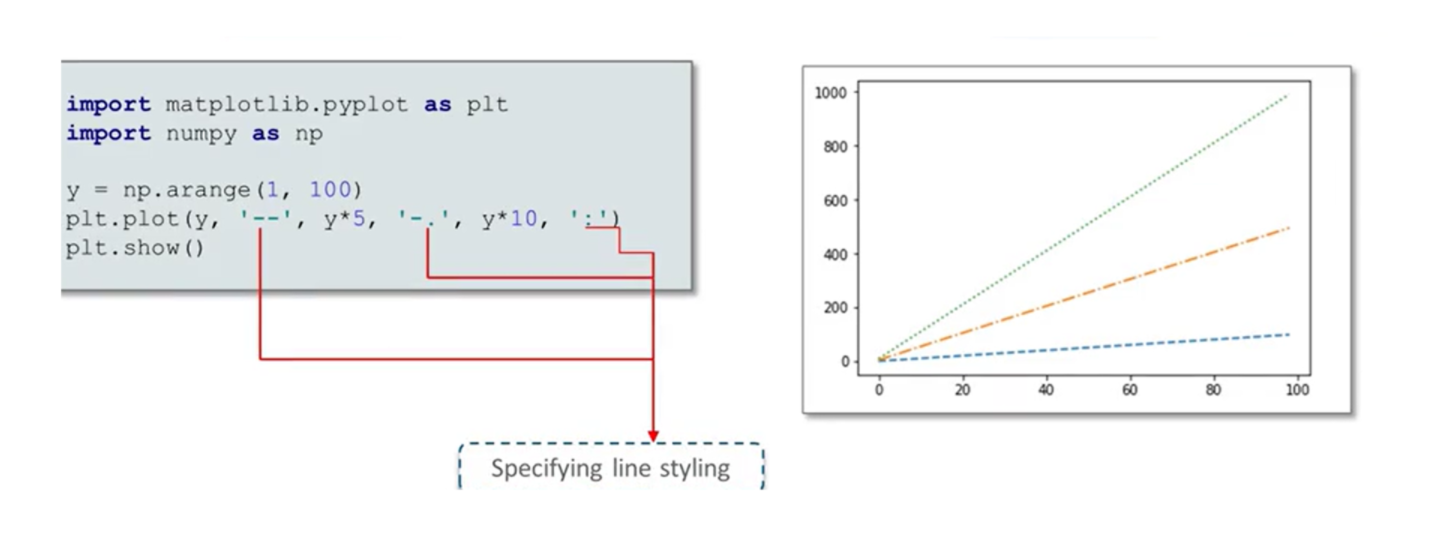 import matplotlib.pyplot as plt
import numpy as np
y = np.arange(1, 100)
plt.plot(y, '--', y*5, '-.', y*10, ':')
plt.show()
Specifying line styling
1000
800
600
400
200
0
0 20 40 60 80 100